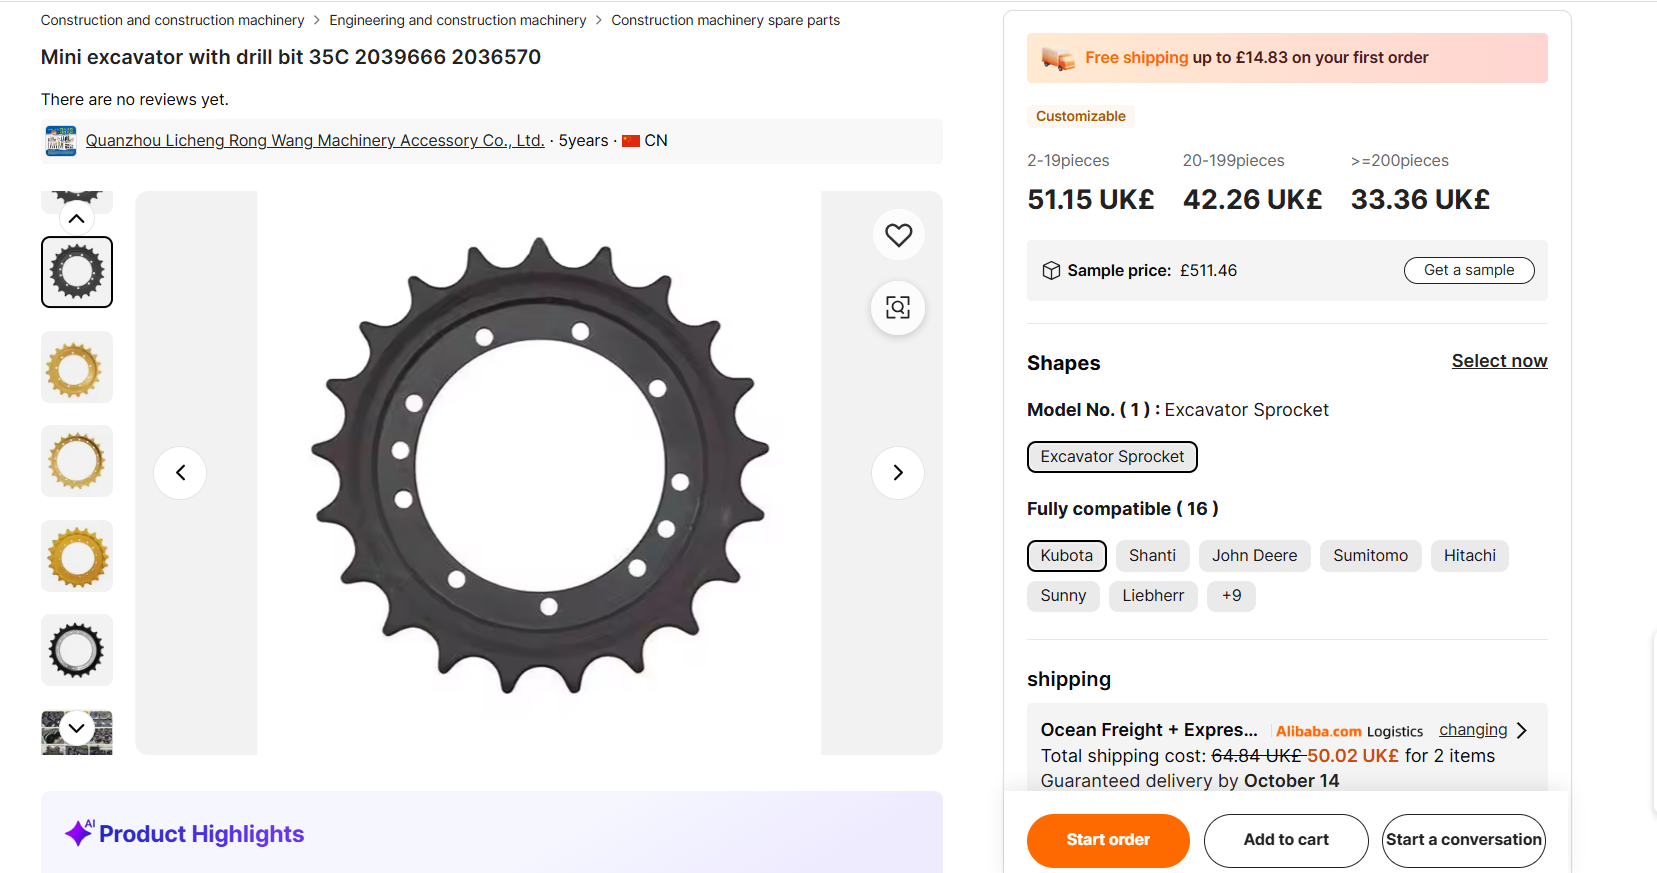 Construction and construction machinery > Engineering and construction machinery > Construction machinery spare parts
Mini excavator with drill bit 35C 2039666 2036570
There are no reviews yet.
Quanzhou Licheng Rong Wang Machinery Accessory Co., Ltd. · 5years · CN
AI Product Highlights
Free shipping up to £14.83 on your first order
Customizable
2-19pieces 20-199pieces >=200pieces
51.15 UK£ 42.26 UK£ 33.36 UK£
Sample price: £511.46 Get a sample
Shapes Select now
Model No. ( 1 ) : Excavator Sprocket
Excavator Sprocket
Fully compatible ( 16 )
Kubota Shanti John Deere Sumitomo Hitachi
Sunny Liebherr +9
shipping
Ocean Freight + Expres... Alibaba.com Logistics changing
Total shipping cost: 64.84 UK£ 50.02 UK£ for 2 items
Guaranteed delivery by October 14
Start order Add to cart Start a conversation